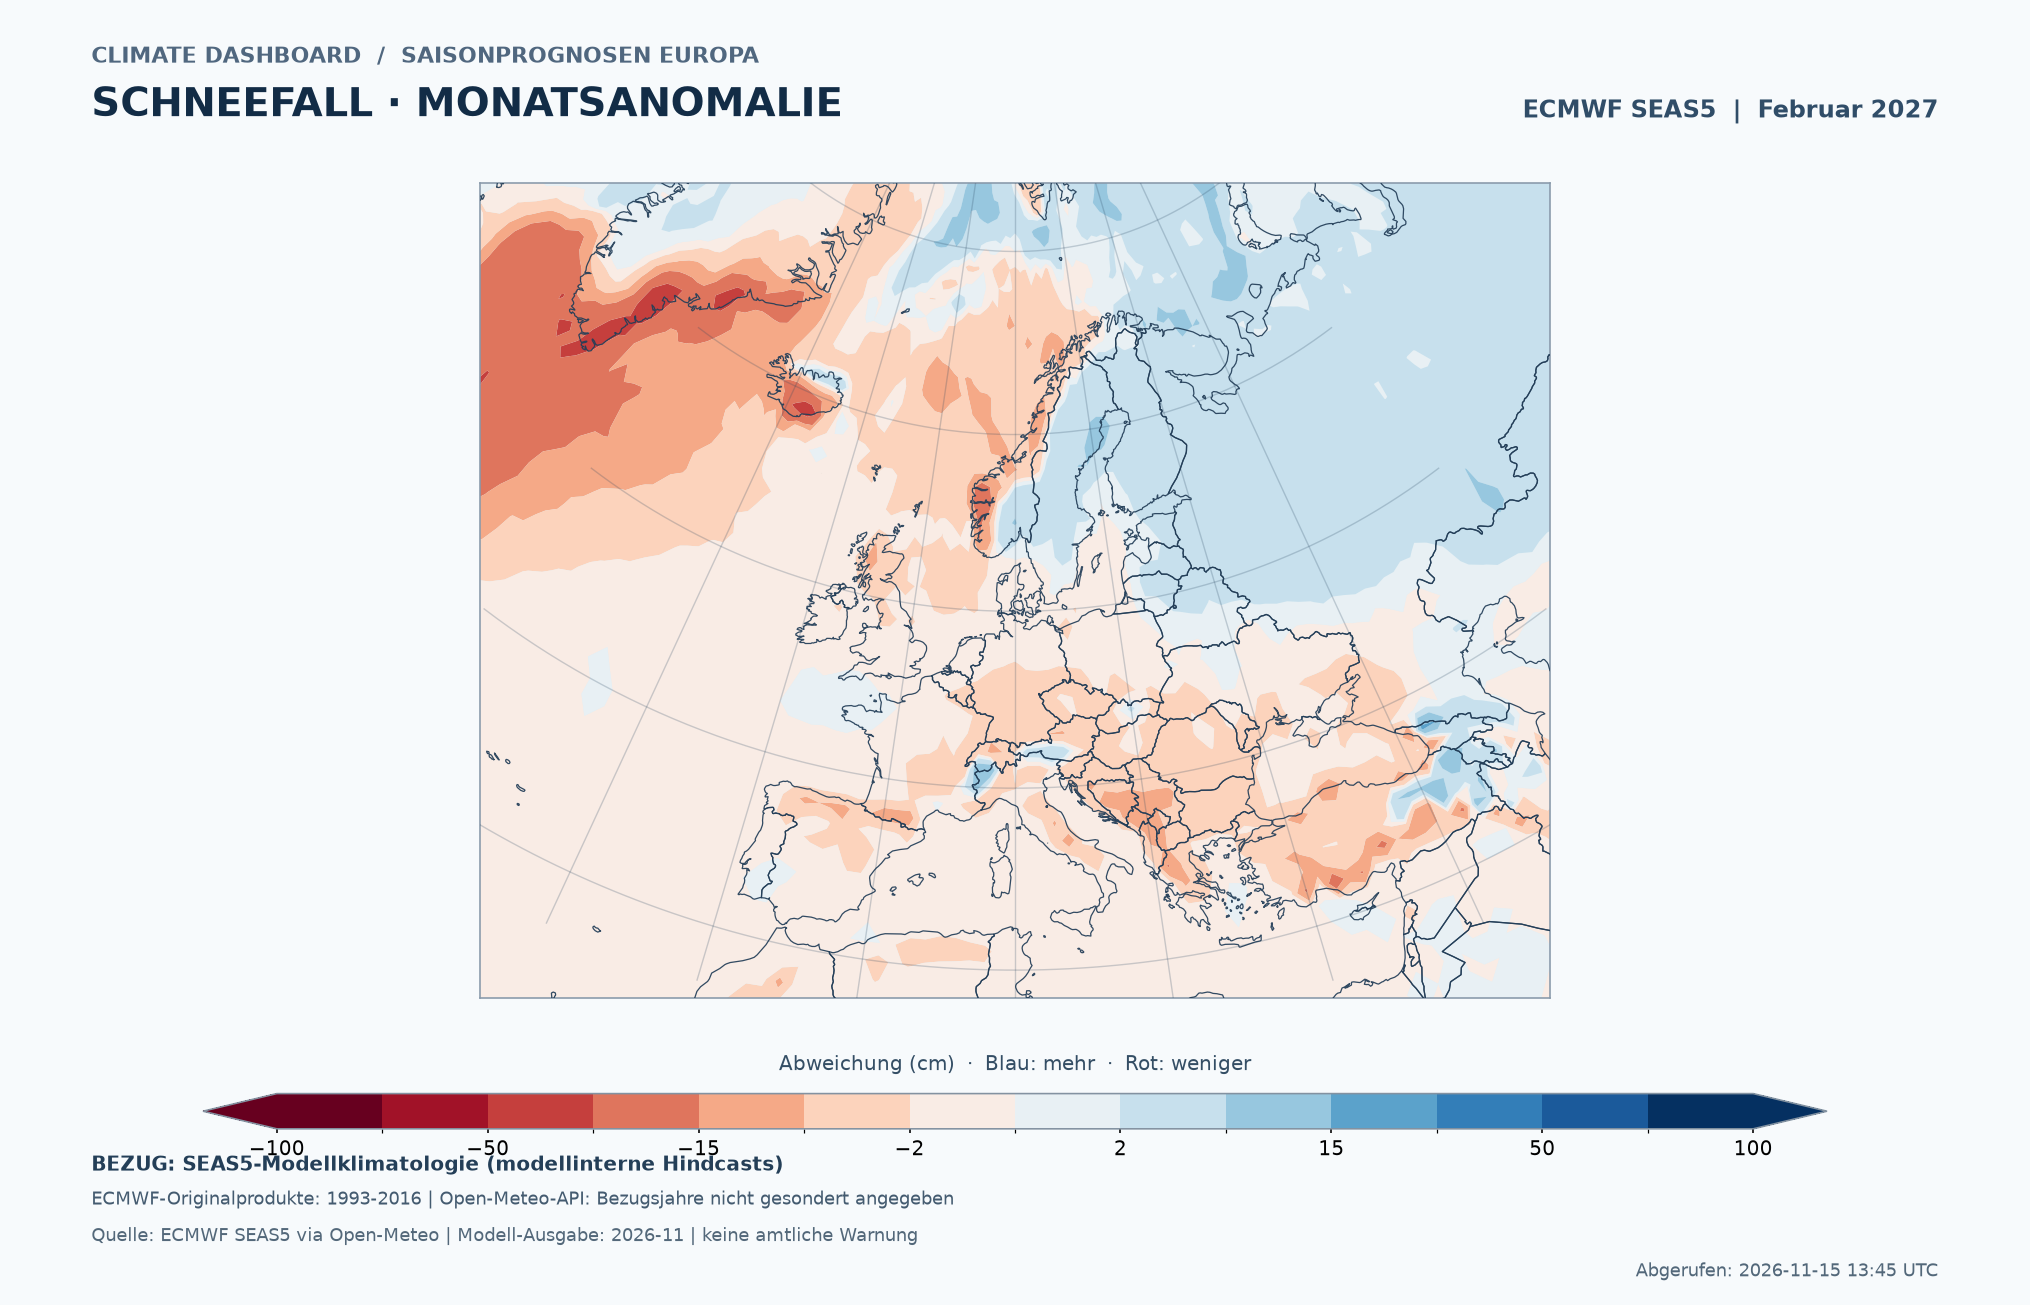 CLIMATE DASHBOARD / SAISONPROGNOSEN EUROPA
SCHNEEFALL · MONATSANOMALIE
ECMWF SEAS5 | Februar 2027
Abweichung (cm) · Blau: mehr · Rot: weniger
−100 −50 −15 −2 2 15 50 100
BEZUG: SEAS5-Modellklimatologie (modellinterne Hindcasts)
ECMWF-Originalprodukte: 1993-2016 | Open-Meteo-API: Bezugsjahre nicht gesondert angegeben
Quelle: ECMWF SEAS5 via Open-Meteo | Modell-Ausgabe: 2026-11 | keine amtliche Warnung
Abgerufen: 2026-11-15 13:45 UTC